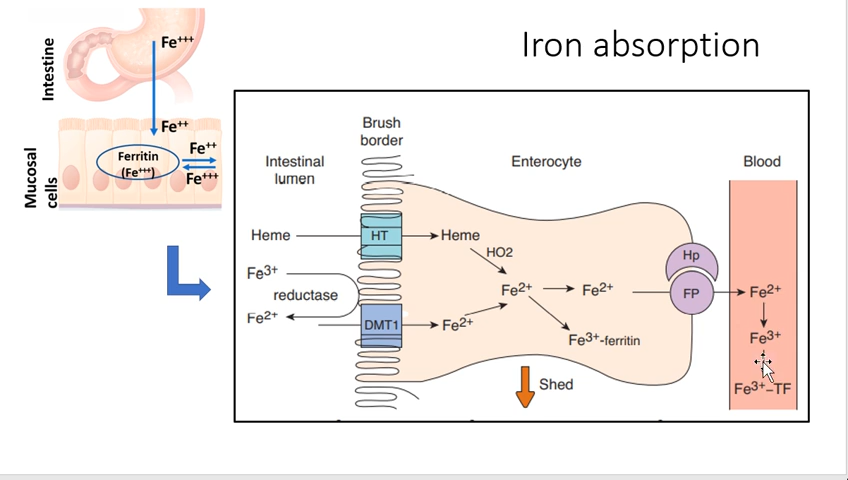 Iron absorption
Intestine
Fe+++
Mucosal
cells
Fe++
Ferritin
(Fe+++)
Fe++
Fe+++
Brush
border
Intestinal
lumen
Enterocyte
Blood
Heme
HT
Heme
HO2
Fe3+
reductase
Fe2+
DMT1
Fe2+
Fe2+
Fe2+
Fe3+-ferritin
Hp
FP
Fe2+
Fe3+
Fe3+–TF
Shed